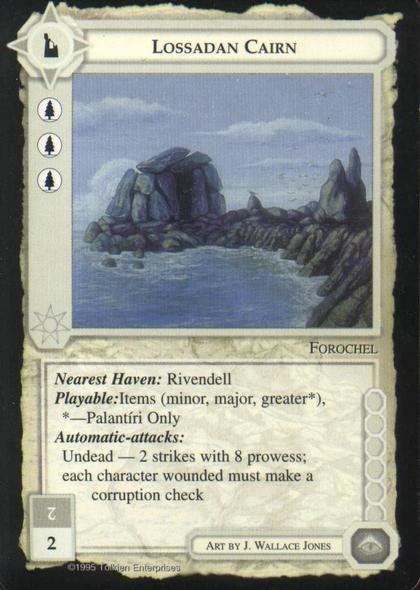 LOSSADAN CAIRN
FOROCHEL
Nearest Haven: Rivendell
Playable:Items (minor, major, greater*),
*—Palantíri Only
Automatic-attacks:
Undead — 2 strikes with 8 prowess;
each character wounded must make a
corruption check
2
2
ART BY J. WALLACE JONES
©1995 Tolkien Enterprises